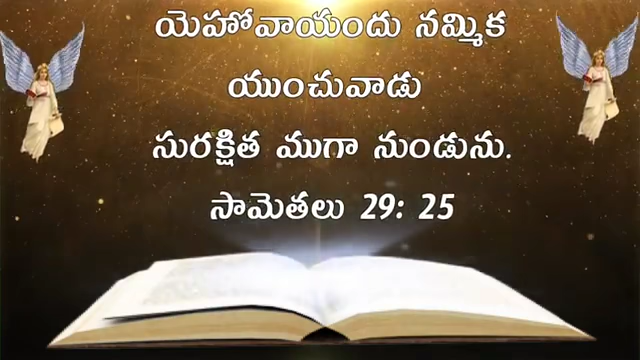 యెహోవాయందు నమ్మిక
యుంచువాడు
సురక్షిత ముగా నుండును.
సామెతలు 29: 25